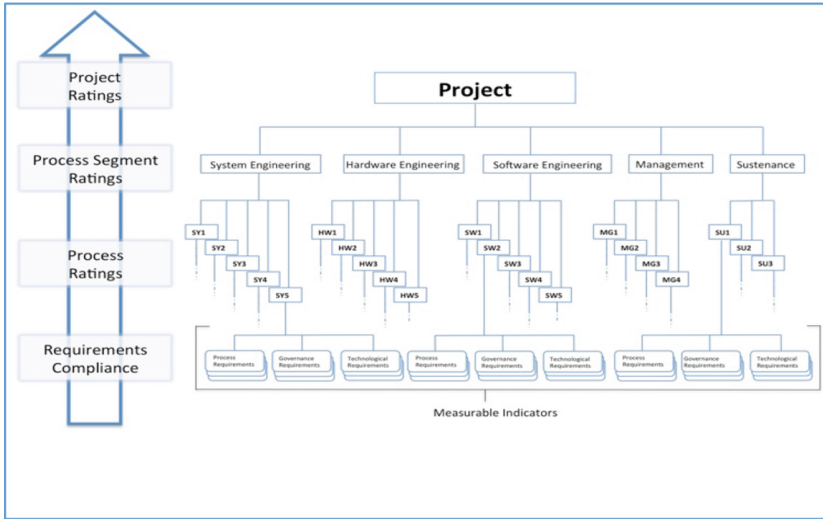 Project
Ratings
Process Segment
Ratings
Process
Ratings
Requirements
Compliance
Project
System Engineering
Hardware Engineering
Software Engineering
Management
Sustenance
SY1
SY2
SY3
SY4
SY5
HW1
HW2
HW3
HW4
HW5
SW1
SW2
SW3
SW4
SW5
MG1
MG2
MG3
MG4
SU1
SU2
SU3
Process
Requirements
Governance
Requirements
Technological
Requirements
Process
Requirements
Governance
Requirements
Technological
Requirements
Process
Requirements
Governance
Requirements
Technological
Requirements
Measurable Indicators